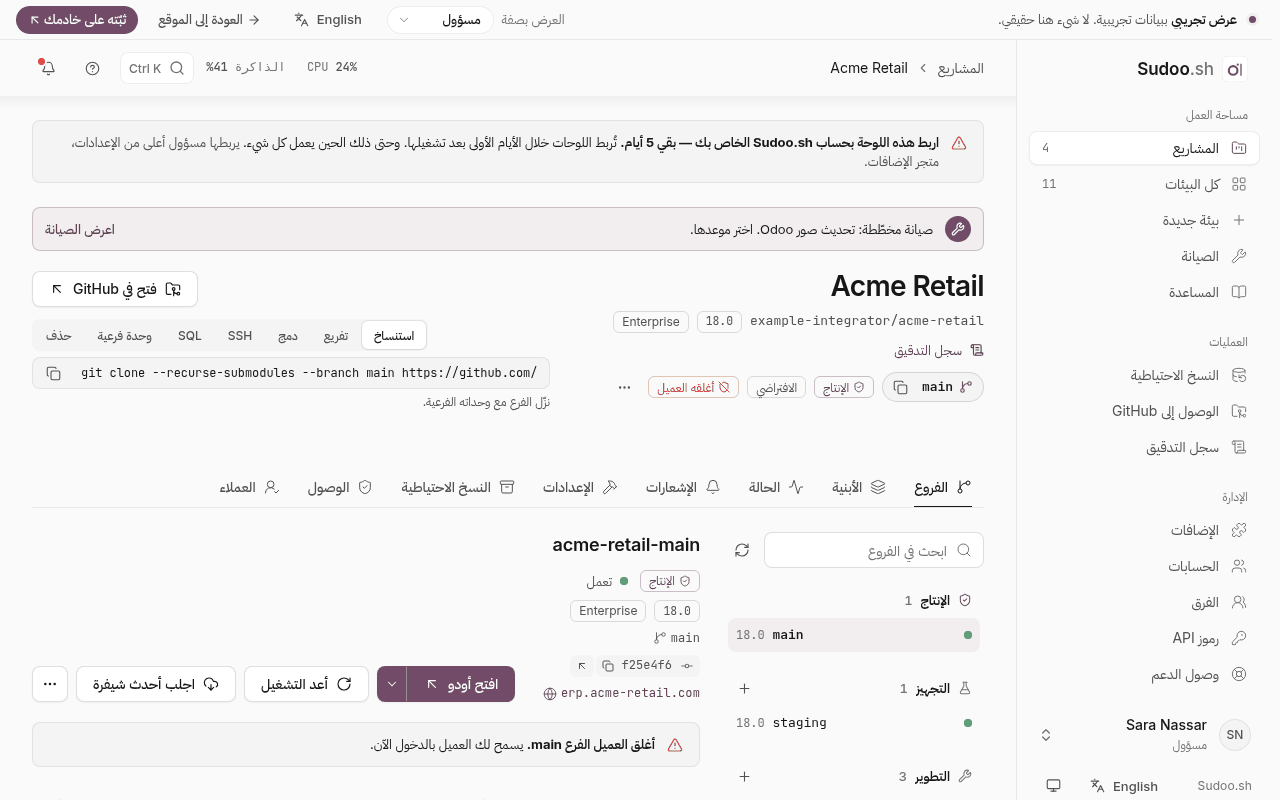 عرض تجريبي ببيانات تجريبية. لا شيء هنا حقيقي.
العرض بصفة
مسؤول
English
العودة إلى الموقع
ثبّته على خادمك
Sudoo.sh
مساحة العمل
المشاريع 4
كل البيئات 11
بيئة جديدة
الصيانة
المساعدة
العمليات
النسخ الاحتياطية
الوصول إلى GitHub
سجل التدقيق
الإدارة
الإضافات
الحسابات
الفرق
رموز API
وصول الدعم
SN
Sara Nassar
مسؤول
Sudoo.sh
English
المشاريع
Acme Retail
CPU 24%
الذاكرة 41%
Ctrl K
اربط هذه اللوحة بحساب Sudoo.sh الخاص بك — بقي 5 أيام. تُربط اللوحات خلال الأيام الأولى بعد تشغيلها. وحتى ذلك الحين يعمل كل شيء. يربطها مسؤول أعلى من الإعدادات،
متجر الإضافات.
صيانة مخطّطة: تحديث صور Odoo. اختر موعدها.
اعرض الصيانة
Acme Retail
example-integrator/acme-retail
18.0
Enterprise
سجل التدقيق
main
الإنتاج
الافتراضي
أغلقه العميل
فتح في GitHub
استنساخ
تفريع
دمج
SSH
SQL
وحدة فرعية
حذف
git clone --recurse-submodules --branch main https://github.com/
نزّل الفرع مع وحداته الفرعية.
الفروع
الأبنية
الحالة
الإشعارات
الإعدادات
النسخ الاحتياطية
الوصول
العملاء
ابحث في الفروع
الإنتاج 1
main 18.0
التجهيز 1
staging 18.0
التطوير 3
acme-retail-main
الإنتاج
تعمل
18.0
Enterprise
main
f25e4f6
erp.acme-retail.com
افتح أودو
أعد التشغيل
اجلب أحدث شيفرة
أغلق العميل الفرع main. يسمح لك العميل بالدخول الآن.